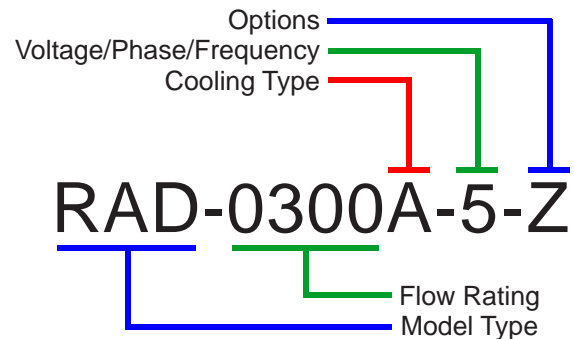 Options
Voltage/Phase/Frequency
Cooling Type
RAD-0300A-5-Z
Flow Rating
Model Type